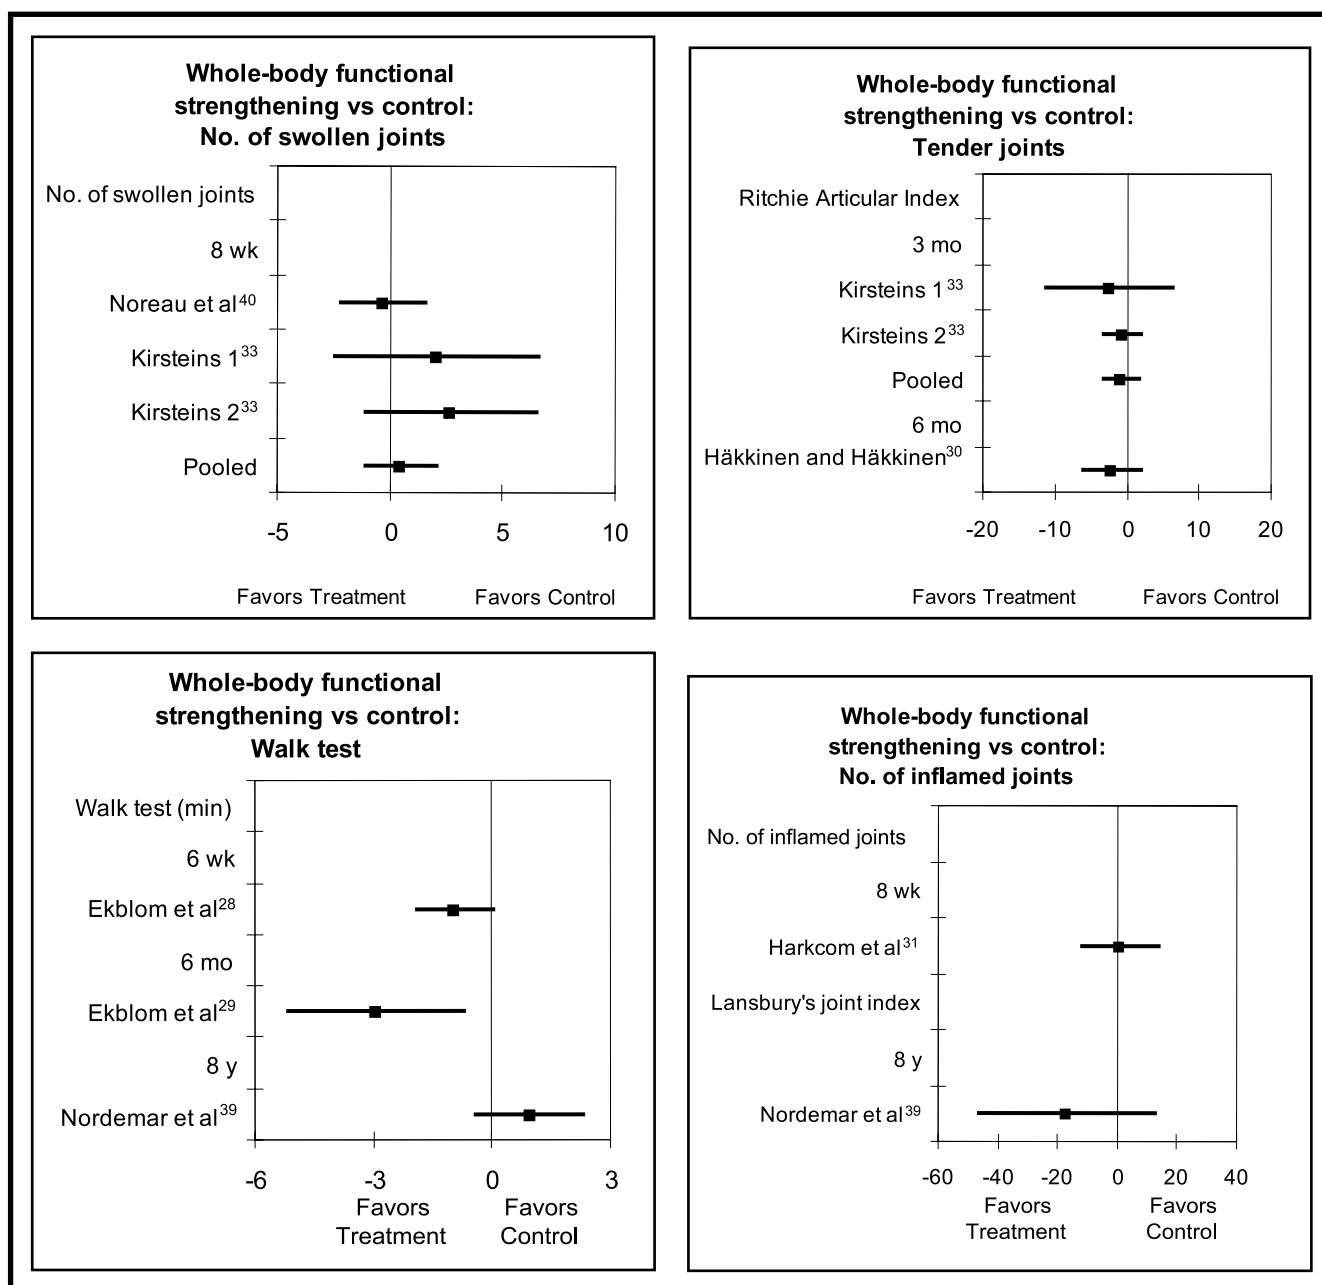 Whole-body functional
strengthening vs control:
No. of swollen joints
No. of swollen joints
8 wk
Noreau et al40
Kirsteins 133
Kirsteins 233
Pooled
-5 0 5 10
Favors Treatment Favors Control
Whole-body functional
strengthening vs control:
Tender joints
Ritchie Articular Index
3 mo
Kirsteins 133
Kirsteins 233
Pooled
6 mo
Häkkinen and Häkkinen30
-20 -10 0 10 20
Favors Treatment Favors Control
Whole-body functional
strengthening vs control:
Walk test
Walk test (min)
6 wk
Ekblom et al28
6 mo
Ekblom et al29
8 y
Nordemar et al39
-6 -3 0 3
Favors Favors
Treatment Control
Whole-body functional
strengthening vs control:
No. of inflamed joints
No. of inflamed joints
8 wk
Harkcom et al31
Lansbury's joint index
8 y
Nordemar et al39
-60 -40 -20 0 20 40
Favors Favors
Treatment Control